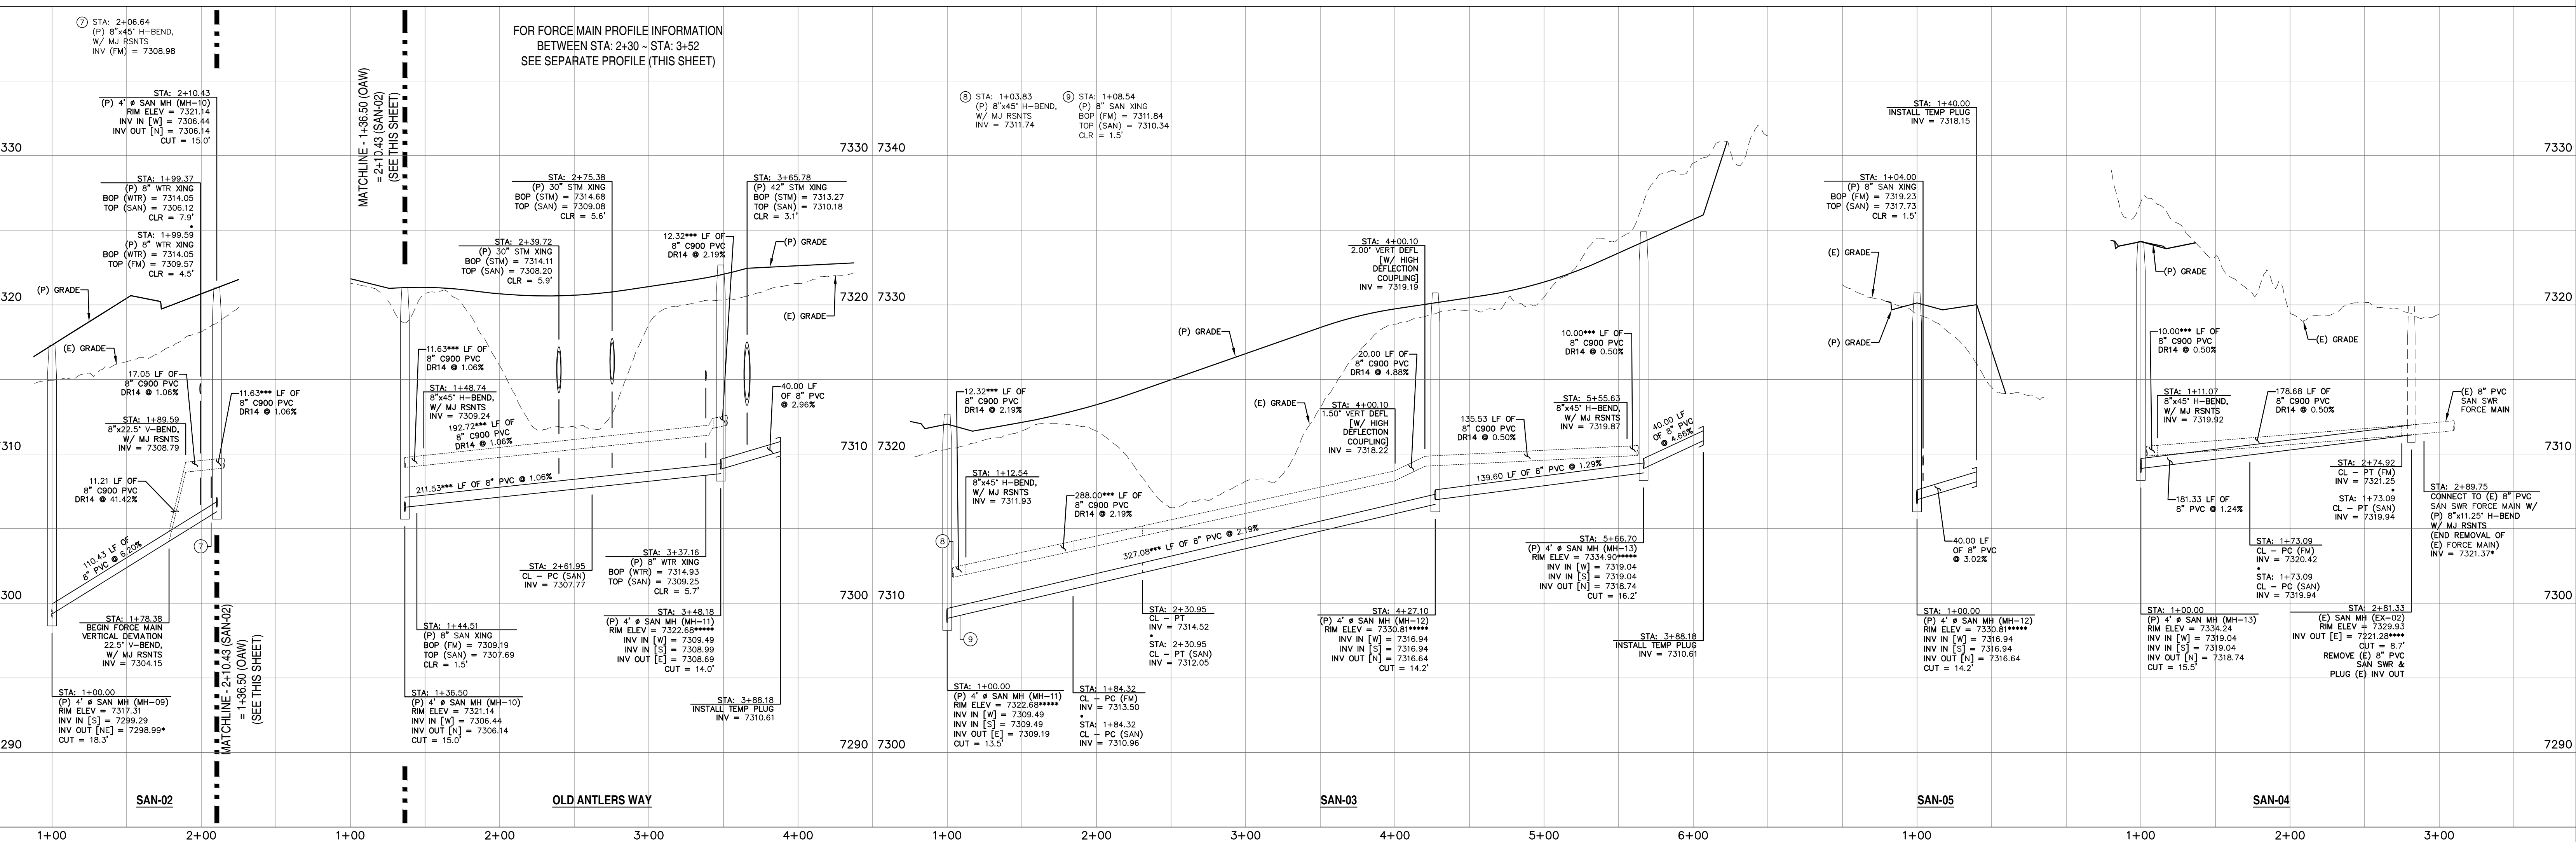 ⑦ STA: 2+06.64
(P) 8"x45° H-BEND,
W/ MJ RSNTS
INV (FM) = 7308.98
STA: 2+10.43
(P) 4' ø SAN MH (MH-10)
RIM ELEV = 7321.14
INV IN [W] = 7306.44
INV OUT [N] = 7306.14
CUT = 15.0'
STA: 1+99.37
(P) 8" WTR XING
BOP (WTR) = 7314.05
TOP (SAN) = 7306.12
CLR = 7.9'
•
STA: 1+99.59
(P) 8" WTR XING
BOP (WTR) = 7314.05
TOP (FM) = 7309.57
CLR = 4.5'
(P) GRADE
(E) GRADE
17.05 LF OF
8" C900 PVC
DR14 @ 1.06%
11.63*** LF OF
8" C900 PVC
DR14 @ 1.06%
STA: 1+89.59
8"x22.5° V-BEND,
W/ MJ RSNTS
INV = 7308.79
11.21 LF OF
8" C900 PVC
DR14 @ 41.42%
110.43 LF OF
8" PVC @ 6.20%
⑦
STA: 1+78.38
BEGIN FORCE MAIN
VERTICAL DEVIATION
22.5° V-BEND,
W/ MJ RSNTS
INV = 7304.15
STA: 1+00.00
(P) 4' ø SAN MH (MH-09)
RIM ELEV = 7317.31
INV IN [S] = 7299.29
INV OUT [NE] = 7298.99*
CUT = 18.3'
MATCHLINE - 2+10.43 (SAN-02)
= 1+36.50 (OAW)
(SEE THIS SHEET)
SAN-02
330
320
310
300
290
1+00 2+00
FOR FORCE MAIN PROFILE INFORMATION
BETWEEN STA: 2+30 ~ STA: 3+52
SEE SEPARATE PROFILE (THIS SHEET)
MATCHLINE - 1+36.50 (OAW)
= 2+10.43 (SAN-02)
(SEE THIS SHEET)
STA: 2+75.38
(P) 30" STM XING
BOP (STM) = 7314.68
TOP (SAN) = 7309.08
CLR = 5.6'
STA: 3+65.78
(P) 42" STM XING
BOP (STM) = 7313.27
TOP (SAN) = 7310.18
CLR = 3.1'
STA: 2+39.72
(P) 30" STM XING
BOP (STM) = 7314.11
TOP (SAN) = 7308.20
CLR = 5.9'
12.32*** LF OF
8" C900 PVC
DR14 @ 2.19%
(P) GRADE
(E) GRADE
11.63*** LF OF
8" C900 PVC
DR14 @ 1.06%
STA: 1+48.74
8"x45° H-BEND,
W/ MJ RSNTS
INV = 7309.24
192.72*** LF OF
8" C900 PVC
DR14 @ 1.06%
40.00 LF
OF 8" PVC
@ 2.96%
211.53*** LF OF 8" PVC @ 1.06%
STA: 3+37.16
(P) 8" WTR XING
BOP (WTR) = 7314.93
TOP (SAN) = 7309.25
CLR = 5.7'
STA: 2+61.95
CL - PC (SAN)
INV = 7307.77
STA: 1+44.51
(P) 8" SAN XING
BOP (FM) = 7309.19
TOP (SAN) = 7307.69
CLR = 1.5'
STA: 3+48.18
(P) 4' ø SAN MH (MH-11)
RIM ELEV = 7322.68*****
INV IN [W] = 7309.49
INV IN [S] = 7308.99
INV OUT [E] = 7308.69
CUT = 14.0'
STA: 1+36.50
(P) 4' ø SAN MH (MH-10)
RIM ELEV = 7321.14
INV IN [W] = 7306.44
INV OUT [N] = 7306.14
CUT = 15.0'
STA: 3+88.18
INSTALL TEMP PLUG
INV = 7310.61
OLD ANTLERS WAY
7330 7340
7320 7330
7310 7320
7300 7310
7290 7300
1+00 2+00 3+00 4+00
⑧ STA: 1+03.83
(P) 8"x45° H-BEND,
W/ MJ RSNTS
INV = 7311.74
⑨ STA: 1+08.54
(P) 8" SAN XING
BOP (FM) = 7311.84
TOP (SAN) = 7310.34
CLR = 1.5'
STA: 4+00.10
2.00° VERT DEFL
[W/ HIGH
DEFLECTION
COUPLING]
INV = 7319.19
(P) GRADE
(E) GRADE
20.00 LF OF
8" C900 PVC
DR14 @ 4.88%
10.00*** LF OF
8" C900 PVC
DR14 @ 0.50%
12.32*** LF OF
8" C900 PVC
DR14 @ 2.19%
STA: 4+00.10
1.50° VERT DEFL
[W/ HIGH
DEFLECTION
COUPLING]
INV = 7318.22
135.53 LF OF
8" C900 PVC
DR14 @ 0.50%
STA: 5+55.63
8"x45° H-BEND,
W/ MJ RSNTS
INV = 7319.87
40.00 LF
OF 8" PVC
@ 4.66%
STA: 1+12.54
8"x45° H-BEND,
W/ MJ RSNTS
INV = 7311.93
288.00*** LF OF
8" C900 PVC
DR14 @ 2.19%
139.60 LF OF 8" PVC @ 1.29%
327.08*** LF OF 8" PVC @ 2.19%
⑧
⑨
STA: 5+66.70
(P) 4' ø SAN MH (MH-13)
RIM ELEV = 7334.90*****
INV IN [W] = 7319.04
INV IN [S] = 7319.04
INV OUT [N] = 7318.74
CUT = 16.2'
STA: 2+30.95
CL - PT
INV = 7314.52
•
STA: 2+30.95
CL - PT (SAN)
INV = 7312.05
STA: 4+27.10
(P) 4' ø SAN MH (MH-12)
RIM ELEV = 7330.81*****
INV IN [W] = 7316.94
INV IN [S] = 7316.94
INV OUT [N] = 7316.64
CUT = 14.2'
STA: 3+88.18
INSTALL TEMP PLUG
INV = 7310.61
STA: 1+00.00
(P) 4' ø SAN MH (MH-11)
RIM ELEV = 7322.68*****
INV IN [W] = 7309.49
INV IN [S] = 7309.49
INV OUT [E] = 7309.19
CUT = 13.5'
STA: 1+84.32
CL - PC (FM)
INV = 7313.50
•
STA: 1+84.32
CL - PC (SAN)
INV = 7310.96
SAN-03
1+00 2+00 3+00 4+00 5+00 6+00
STA: 1+40.00
INSTALL TEMP PLUG
INV = 7318.15
STA: 1+04.00
(P) 8" SAN XING
BOP (FM) = 7319.23
TOP (SAN) = 7317.73
CLR = 1.5'
(E) GRADE
(P) GRADE
40.00 LF
OF 8" PVC
@ 3.02%
STA: 1+00.00
(P) 4' ø SAN MH (MH-12)
RIM ELEV = 7330.81*****
INV IN [W] = 7316.94
INV IN [S] = 7316.94
INV OUT [N] = 7316.64
CUT = 14.2'
SAN-05
1+00
(P) GRADE
(E) GRADE
10.00*** LF OF
8" C900 PVC
DR14 @ 0.50%
STA: 1+11.07
8"x45° H-BEND,
W/ MJ RSNTS
INV = 7319.92
178.68 LF OF
8" C900 PVC
DR14 @ 0.50%
(E) 8" PVC
SAN SWR
FORCE MAIN
181.33 LF OF
8" PVC @ 1.24%
STA: 2+74.92
CL - PT (FM)
INV = 7321.25
•
STA: 1+73.09
CL - PT (SAN)
INV = 7319.94
STA: 2+89.75
CONNECT TO (E) 8" PVC
SAN SWR FORCE MAIN W/
(P) 8"x11.25° H-BEND
W/ MJ RSNTS
(END REMOVAL OF
(E) FORCE MAIN)
INV = 7321.37*
STA: 1+73.09
CL - PC (FM)
INV = 7320.42
•
STA: 1+73.09
CL - PC (SAN)
INV = 7319.94
STA: 1+00.00
(P) 4' ø SAN MH (MH-13)
RIM ELEV = 7334.24
INV IN [W] = 7319.04
INV IN [S] = 7319.04
INV OUT [N] = 7318.74
CUT = 15.5'
STA: 2+81.33
(E) SAN MH (EX-02)
RIM ELEV = 7329.93
INV OUT [E] = 7221.28****
CUT = 8.7'
REMOVE (E) 8" PVC
SAN SWR &
PLUG (E) INV OUT
SAN-04
7330
7320
7310
7300
7290
1+00 2+00 3+00